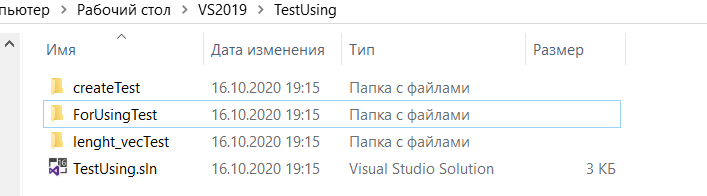 пьютер > Рабочий стол > VS2019 > TestUsing
Имя Дата изменения Тип Размер
createTest 16.10.2020 19:15 Папка с файлами
ForUsingTest 16.10.2020 19:15 Папка с файлами
lenght_vecTest 16.10.2020 19:15 Папка с файлами
TestUsing.sln 16.10.2020 19:15 Visual Studio Solution 3 КБ